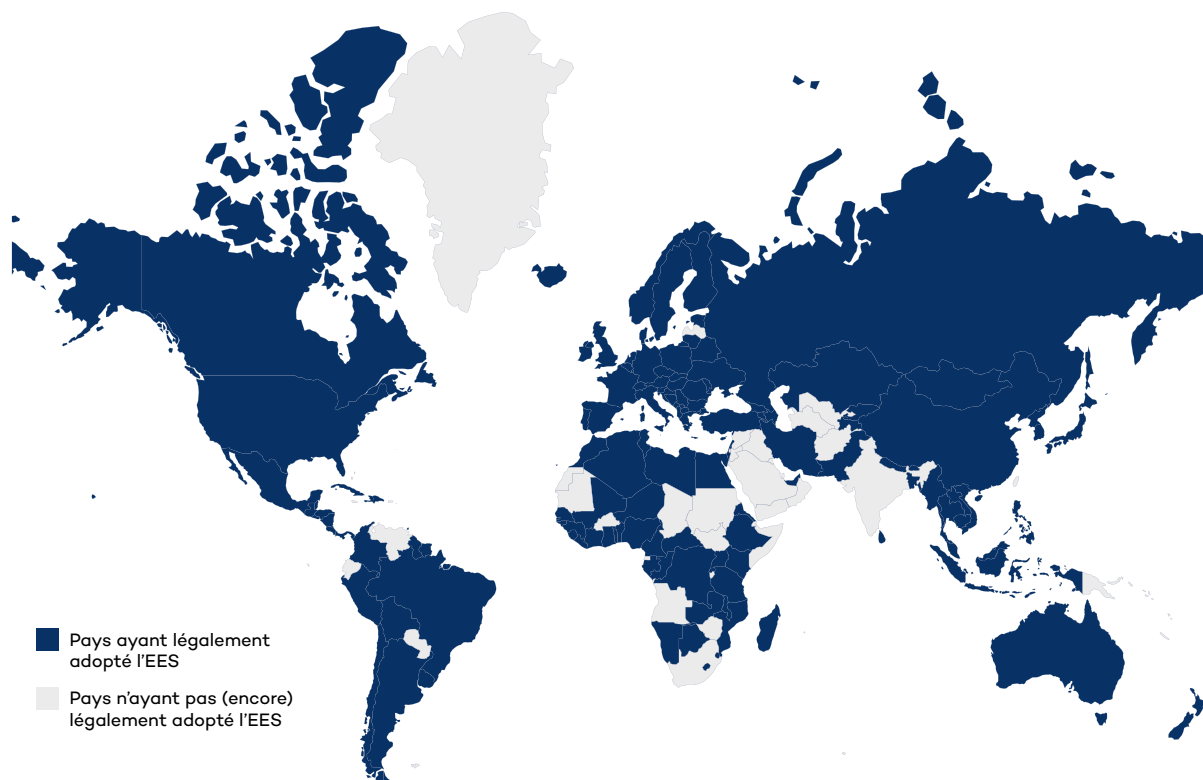 Pays ayant légalement
adopté l'EES
Pays n'ayant pas (encore)
légalement adopté l'EES